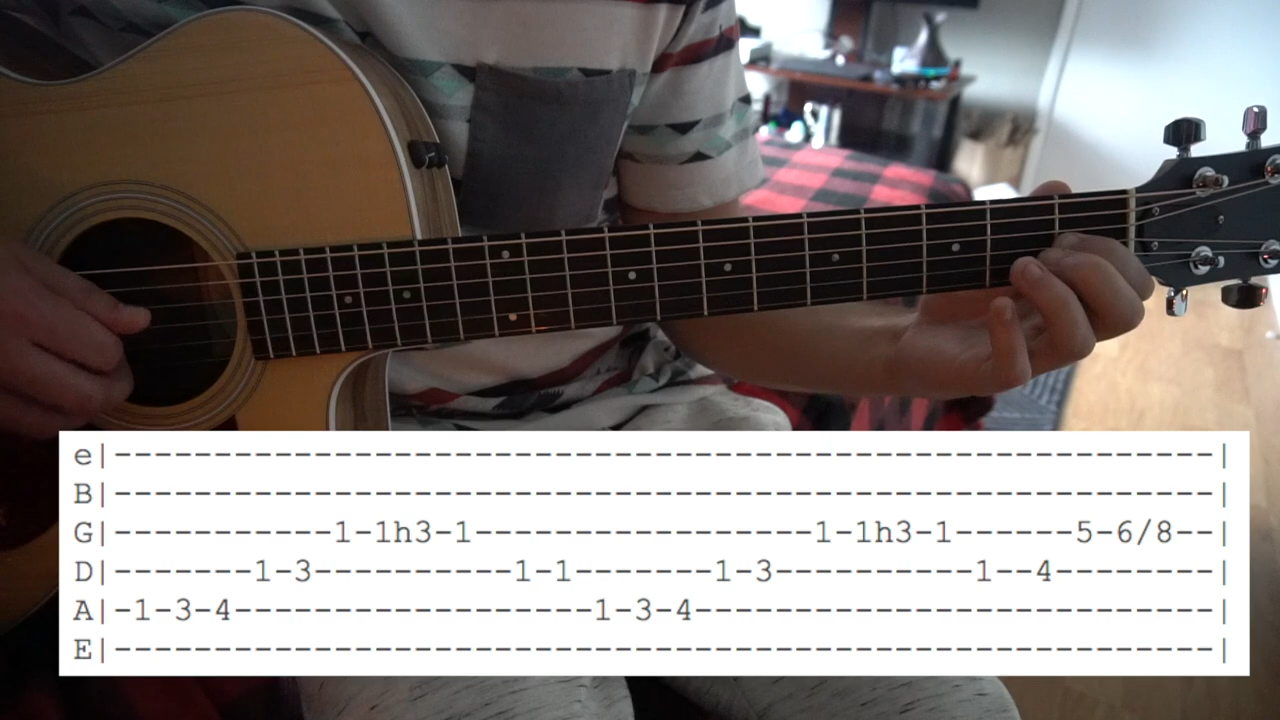 e|-------------------------------------------------------|
B|-------------------------------------------------------|
G|-----------1-1h3-1-----------------1-1h3-1------5-6/8--|
D|-------1-3----------1-1-------1-3----------1--4--------|
A|-1-3-4------------------1-3-4--------------------------|
E|-------------------------------------------------------|